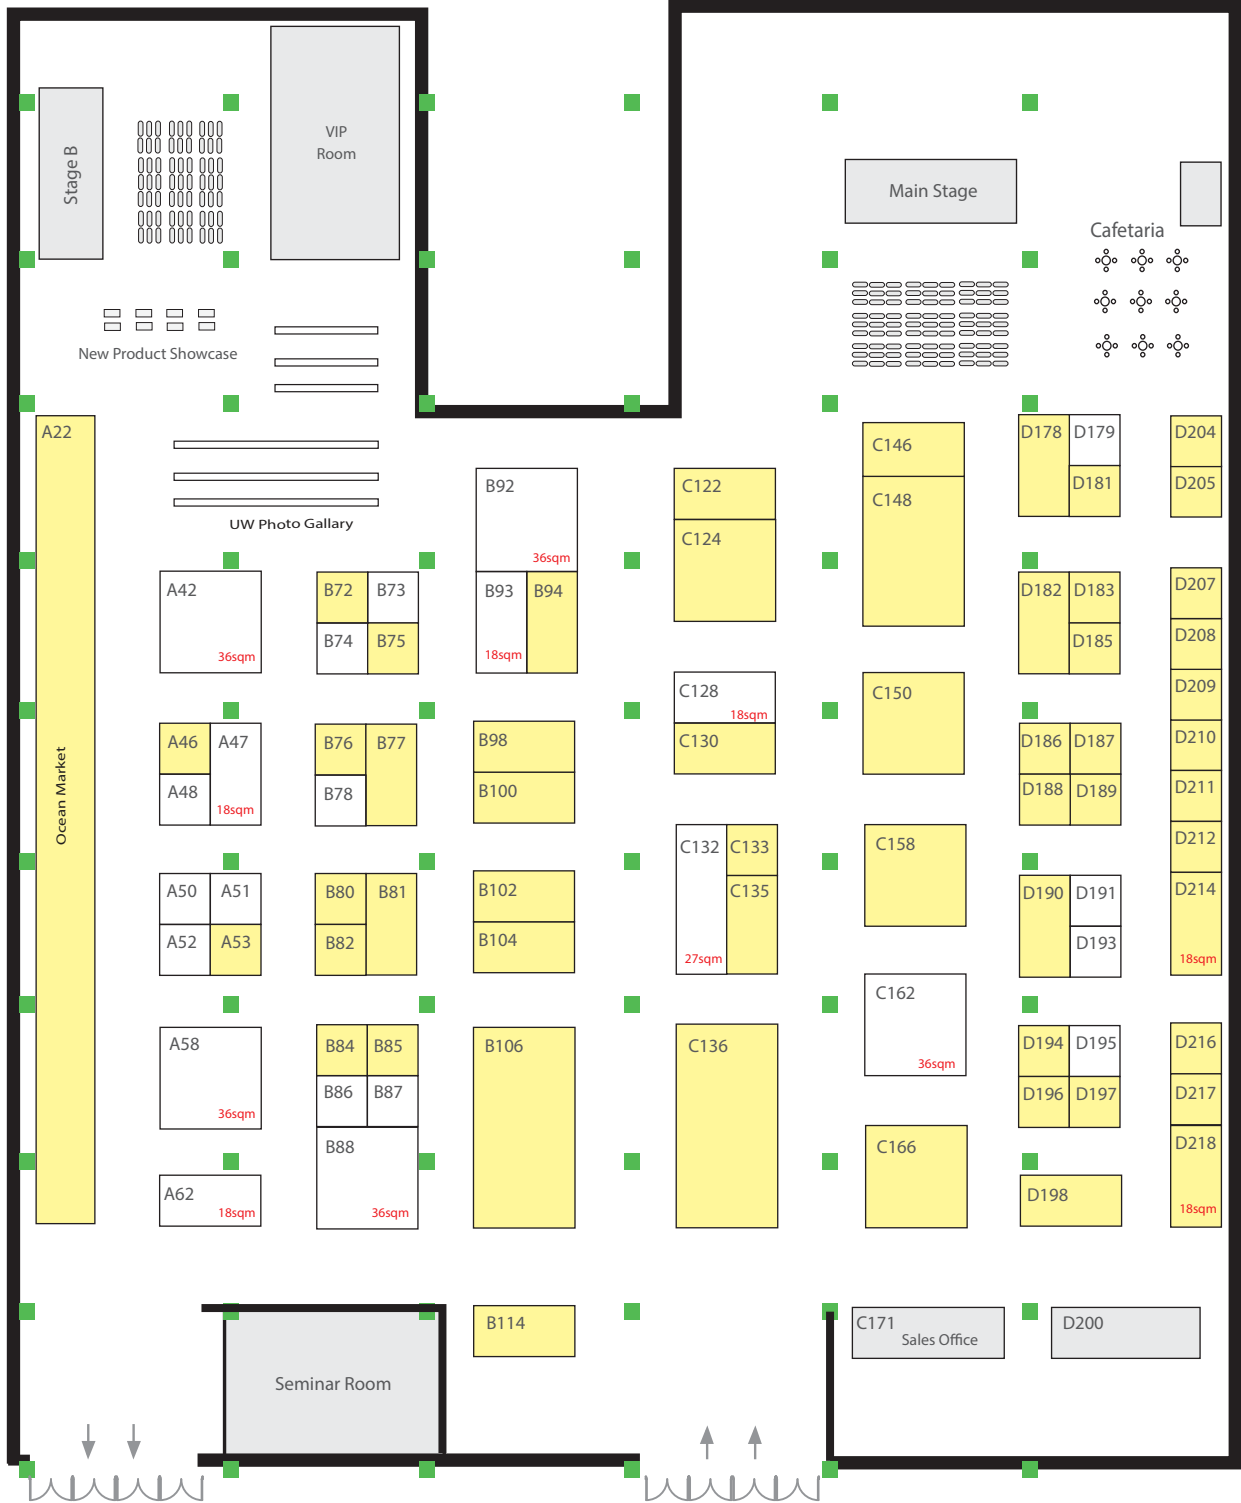 Stage B
VIP
Room
Main Stage
Cafetaria
New Product Showcase
UW Photo Gallary
A22
Ocean Market
A42
36sqm
A46
A47
A48
18sqm
A50
A51
A52
A53
A58
36sqm
A62
18sqm
B72
B73
B74
B75
B76
B77
B78
B80
B81
B82
B84
B85
B86
B87
B88
36sqm
B92
36sqm
B93
B94
18sqm
B98
B100
B102
B104
B106
B114
C122
C124
C128
18sqm
C130
C132
C133
C135
27sqm
C136
C146
C148
C150
C158
C162
36sqm
C166
C171
Sales Office
D178
D179
D181
D182
D183
D185
D186
D187
D188
D189
D190
D191
D193
D194
D195
D196
D197
D198
D200
D204
D205
D207
D208
D209
D210
D211
D212
D214
18sqm
D216
D217
D218
18sqm
Seminar Room